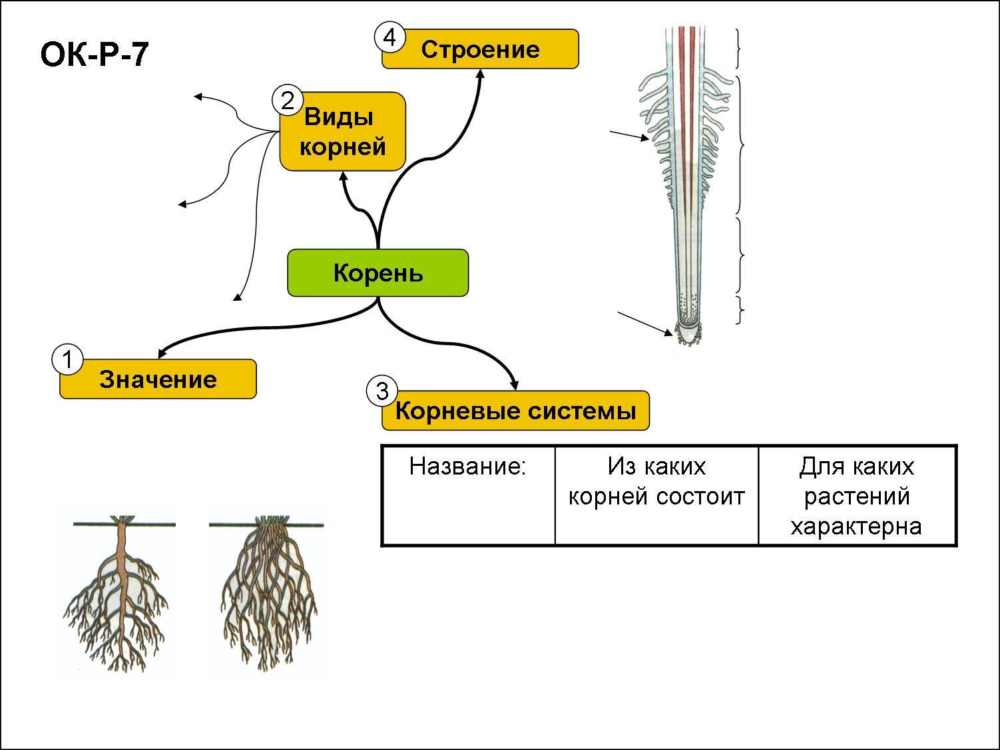 ОК-Р-7
4
Строение
2
Виды
корней
Корень
1
Значение
3
Корневые системы
Название:
Из каких
корней состоит
Для каких
растений
характерна